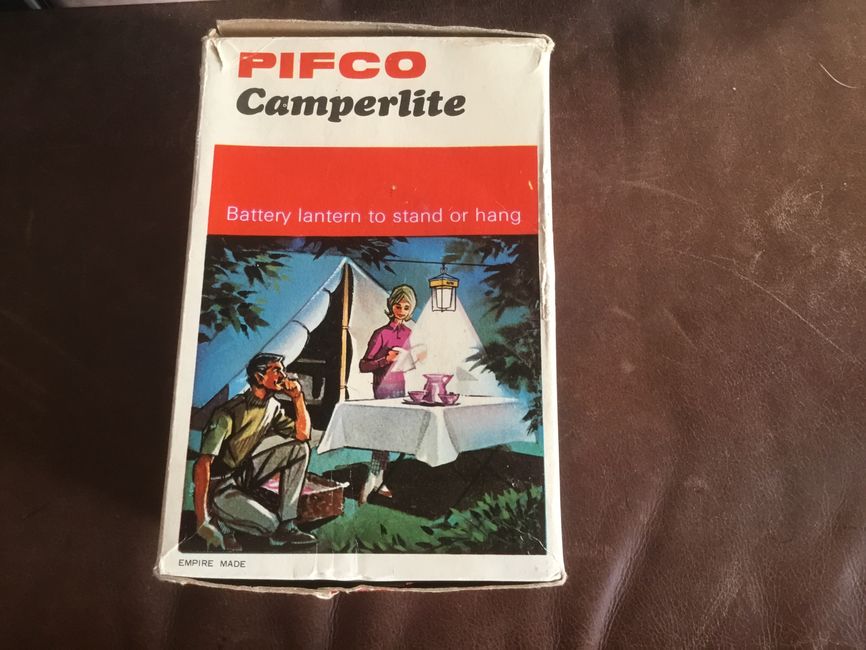 PIFCO
Camperlite
Battery lantern to stand or hang
EMPIRE MADE